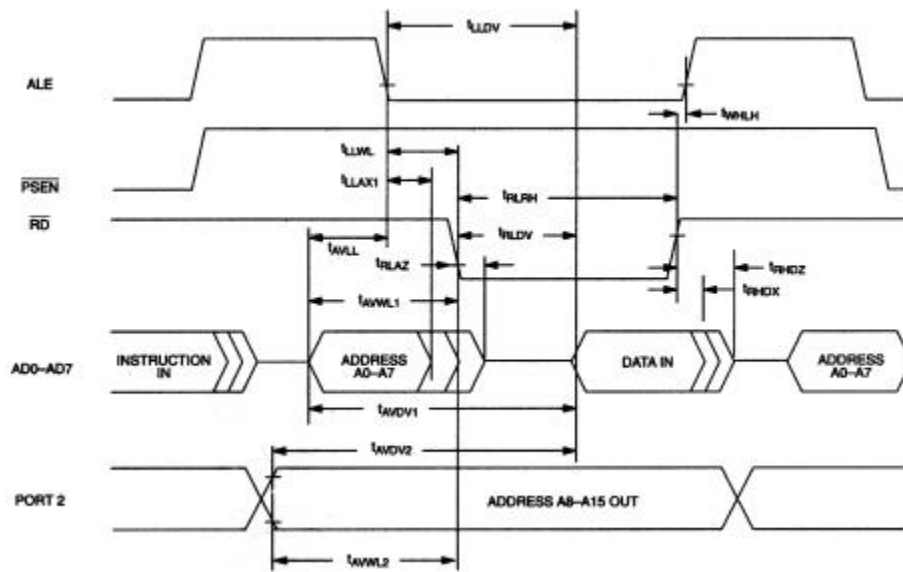 tLLDV
ALE
tWHLH
tLLWL
tLLAX1
PSEN
tRLRH
RD
tRLDV
tAVLL
tRLAZ
tRHDZ
tRHDX
tAVWL1
AD0–AD7
INSTRUCTION
IN
ADDRESS
A0–A7
DATA IN
ADDRESS
A0–A7
tAVDV1
tAVDV2
PORT 2
ADDRESS A8–A15 OUT
tAVWL2